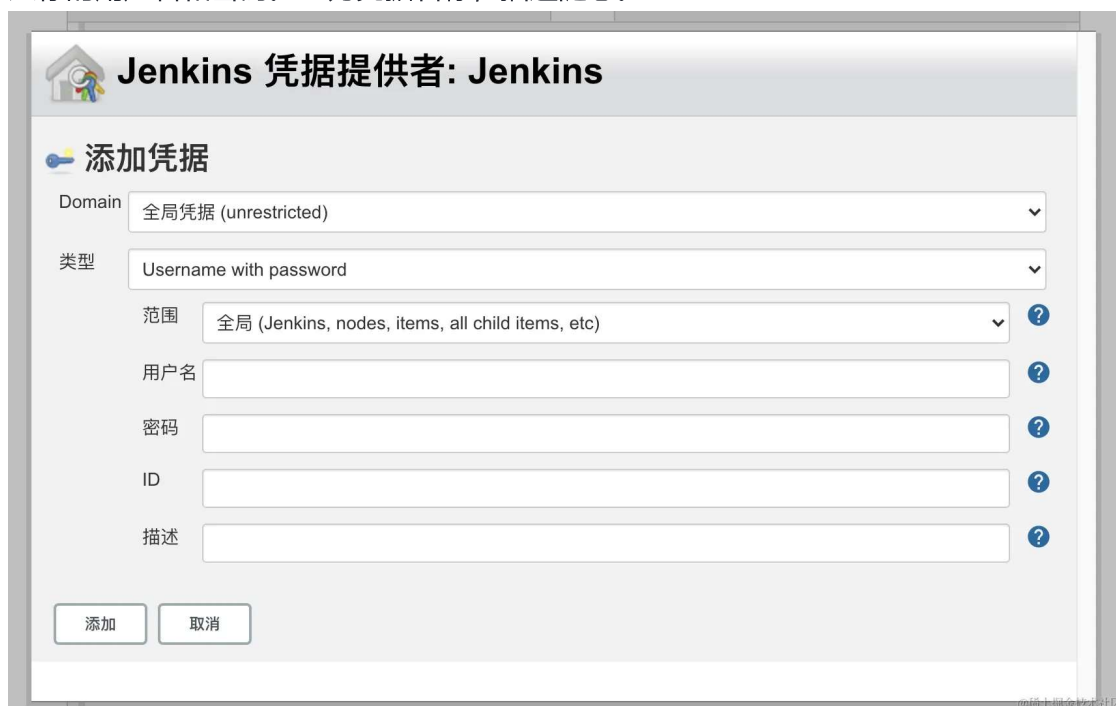 Jenkins 凭据提供者: Jenkins
添加凭据
Domain
全局凭据 (unrestricted)
类型
Username with password
范围
全局 (Jenkins, nodes, items, all child items, etc)
用户名
密码
ID
描述
添加
取消